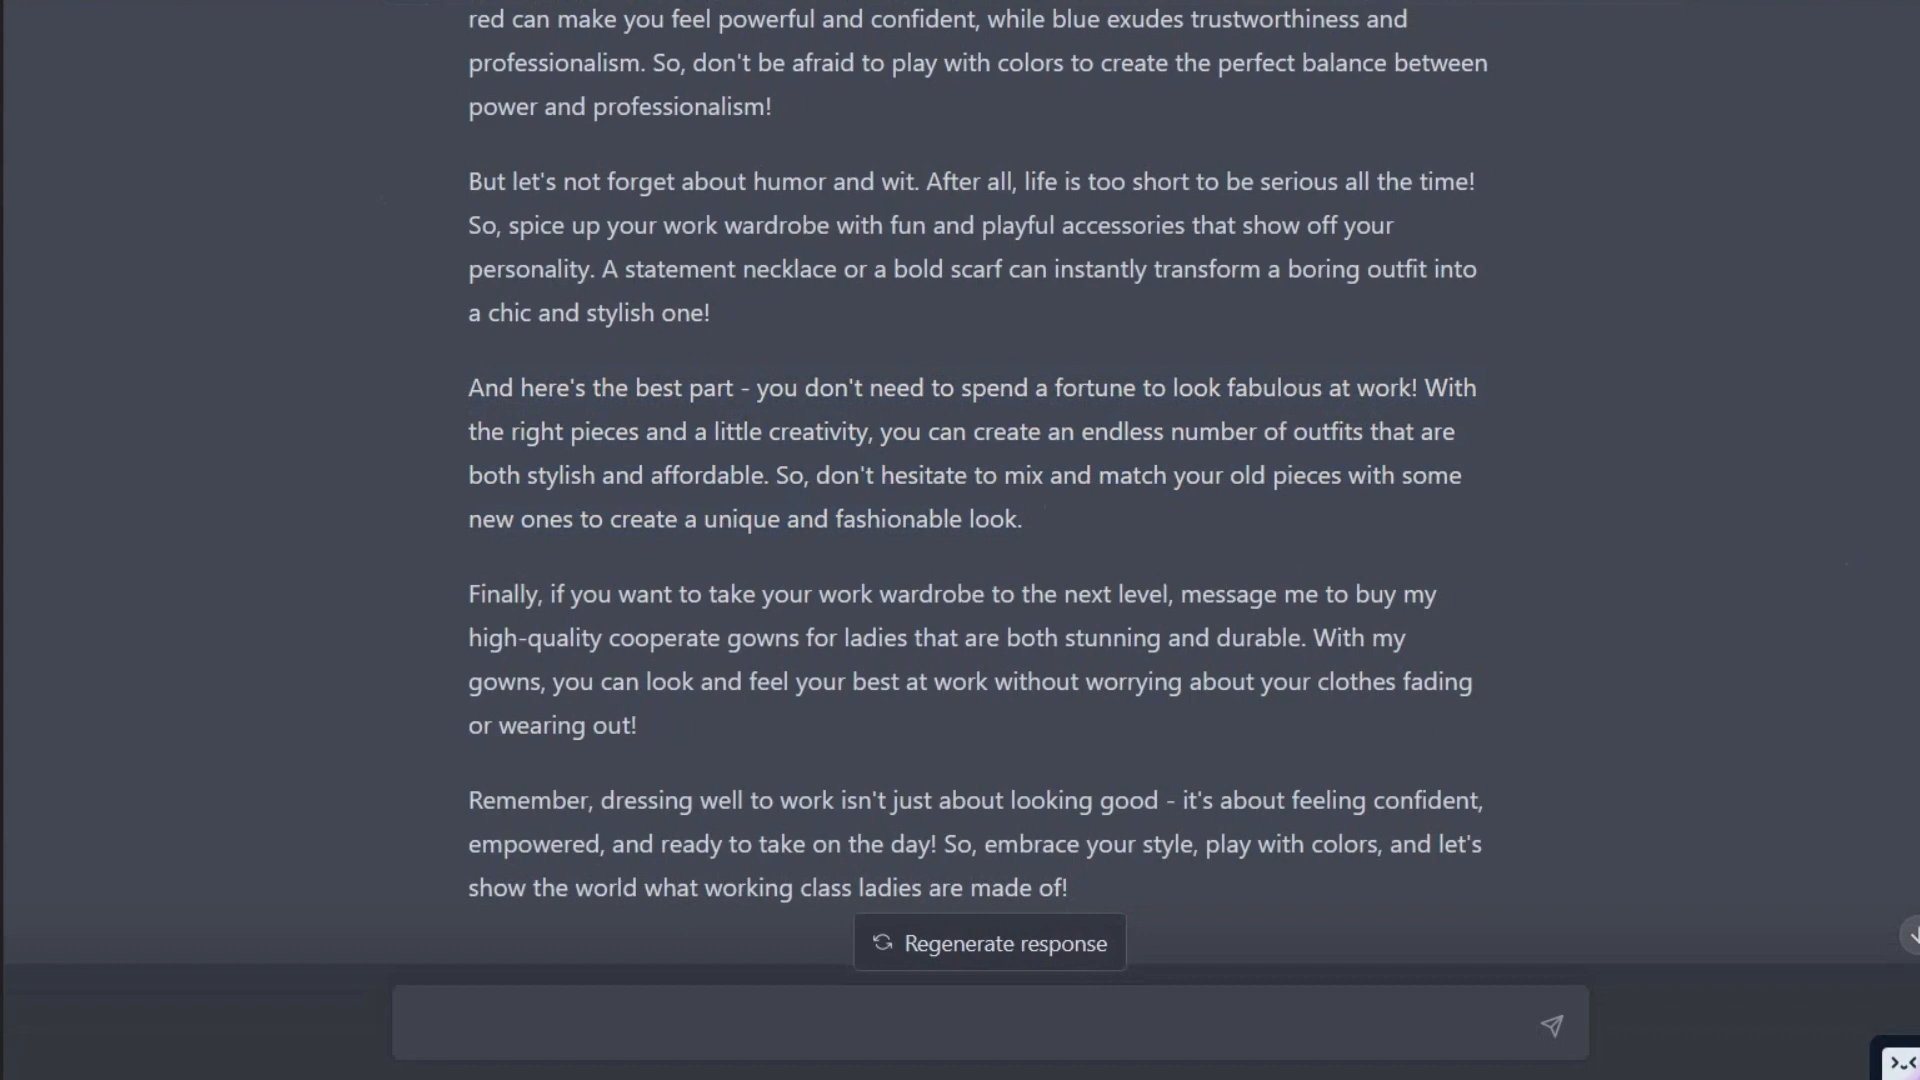 red can make you feel powerful and confident, while blue exudes trustworthiness and
professionalism. So, don't be afraid to play with colors to create the perfect balance between
power and professionalism!
But let's not forget about humor and wit. After all, life is too short to be serious all the time!
So, spice up your work wardrobe with fun and playful accessories that show off your
personality. A statement necklace or a bold scarf can instantly transform a boring outfit into
a chic and stylish one!
And here's the best part - you don't need to spend a fortune to look fabulous at work! With
the right pieces and a little creativity, you can create an endless number of outfits that are
both stylish and affordable. So, don't hesitate to mix and match your old pieces with some
new ones to create a unique and fashionable look.
Finally, if you want to take your work wardrobe to the next level, message me to buy my
high-quality cooperate gowns for ladies that are both stunning and durable. With my
gowns, you can look and feel your best at work without worrying about your clothes fading
or wearing out!
Remember, dressing well to work isn't just about looking good - it's about feeling confident,
empowered, and ready to take on the day! So, embrace your style, play with colors, and let's
show the world what working class ladies are made of!
Regenerate response